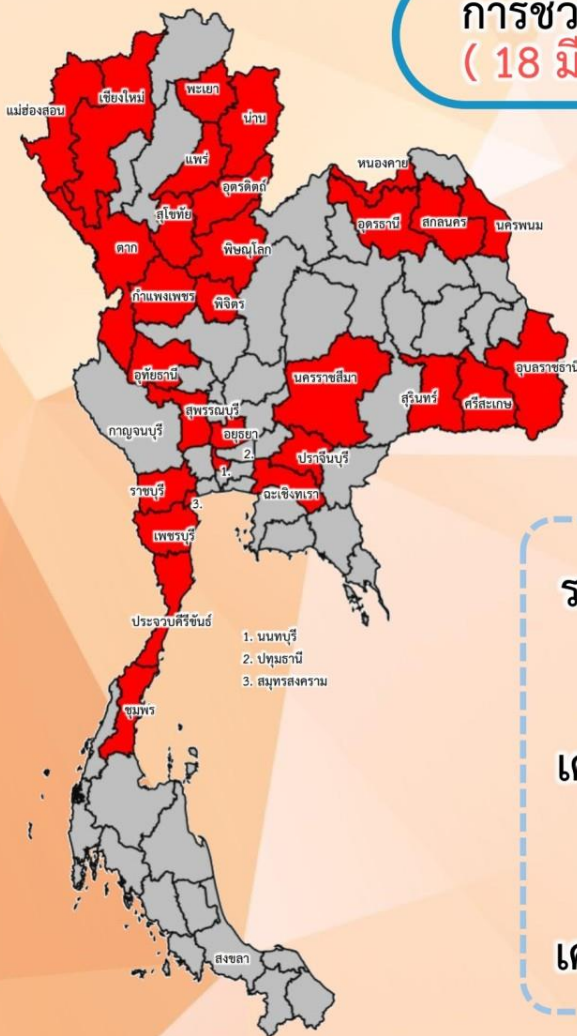 การช่ว
( 18 มี
แม่ฮ่องสอน
เชียงใหม่
พะเยา
น่าน
แพร่
อุตรดิตถ์
สุโขทัย
ตาก
พิษณุโลก
กำแพงเพชร
พิจิตร
หนองคาย
อุดรธานี
สกลนคร
นครพนม
อุทัยธานี
นครราชสีมา
อุบลราชธานี
สุรินทร์
ศรีสะเกษ
สุพรรณบุรี
กาญจนบุรี
อยุธยา
2.
ปราจีนบุรี
1.
ราชบุรี
ฉะเชิงเทรา
3.
เพชรบุรี
ประจวบคีรีขันธ์
1. นนทบุรี
2. ปทุมธานี
3. สมุทรสงคราม
ชุมพร
สงขลา